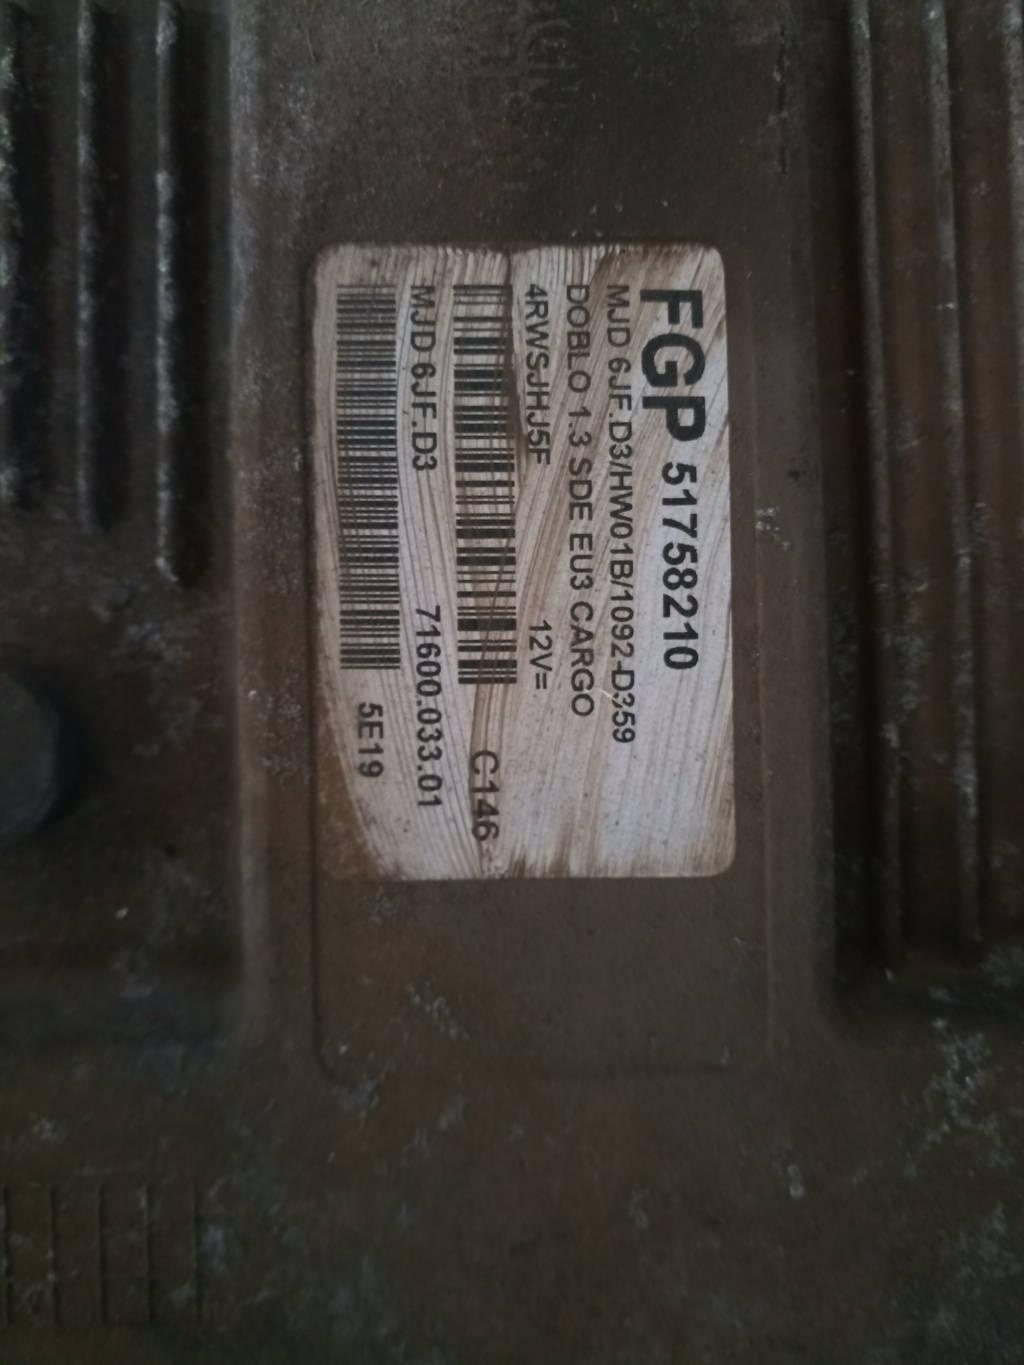 FGP 51758210
MJD 6JF.D3/HW01B/1092-D359
DOBLO 1.3 SDE EU3 CARGO
4RWSJHJ5F 12V=
C146
MJD 6JF.D3 71600.033.01
5E19